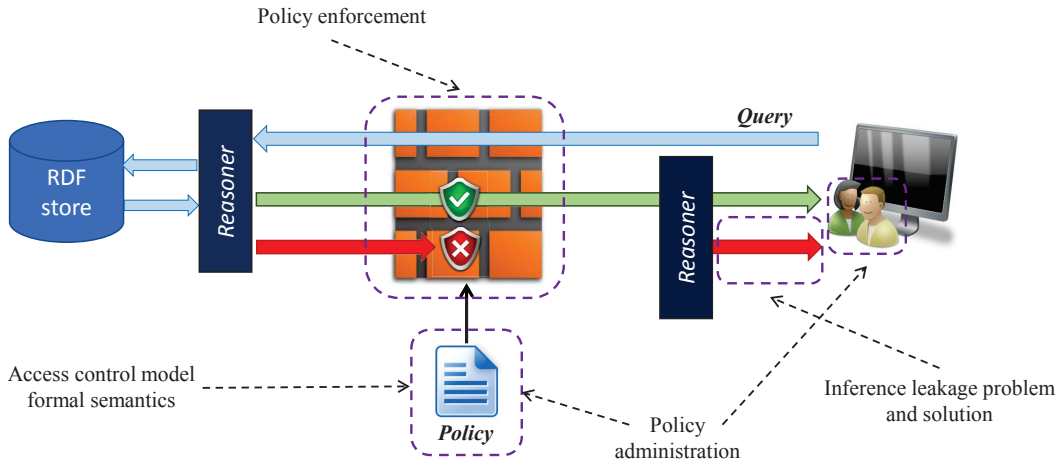 Policy enforcement
Query
RDF
store
Reasoner
Reasoner
Access control model
formal semantics
Policy
Policy
administration
Inference leakage problem
and solution